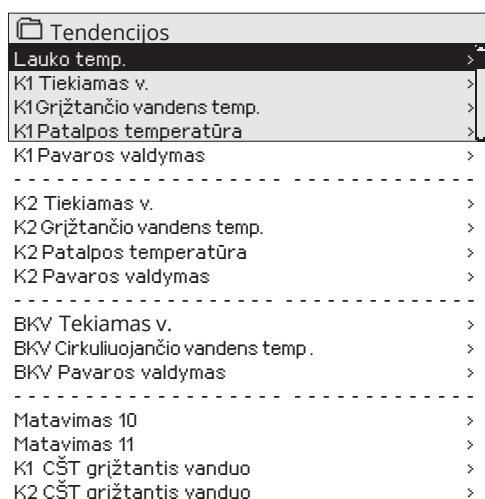 Tendencijos
Lauko temp. >
K1 Tiekiamas v. >
K1 Grįžtančio vandens temp. >
K1 Patalpos temperatūra >
K1 Pavaros valdymas >
K2 Tiekiamas v. >
K2 Grįžtančio vandens temp. >
K2 Patalpos temperatūra >
K2 Pavaros valdymas >
BKV Tekiamas v. >
BKV Cirkuliuojančio vandens temp. >
BKV Pavaros valdymas >
Matavimas 10 >
Matavimas 11 >
K1 CŠT grįžtantis vanduo >
K2 CŠT grįžtantis vanduo >